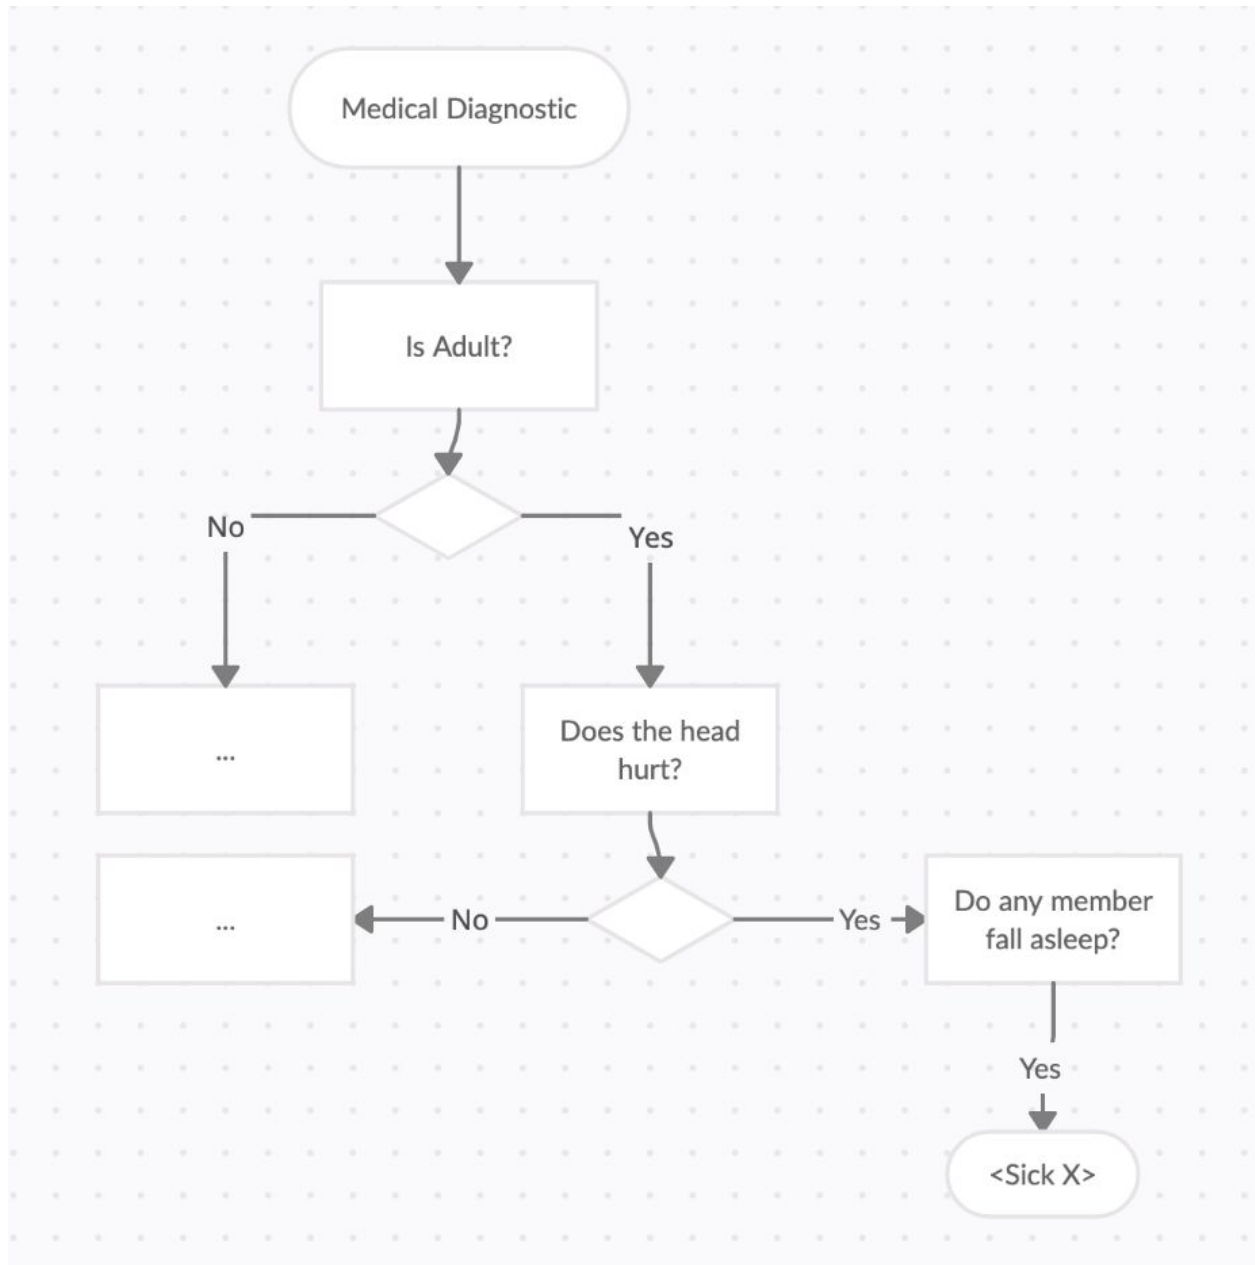 Medical Diagnostic
Is Adult?
No
Yes
...
Does the head
hurt?
...
No
Yes
Do any member
fall asleep?
Yes
<Sick X>